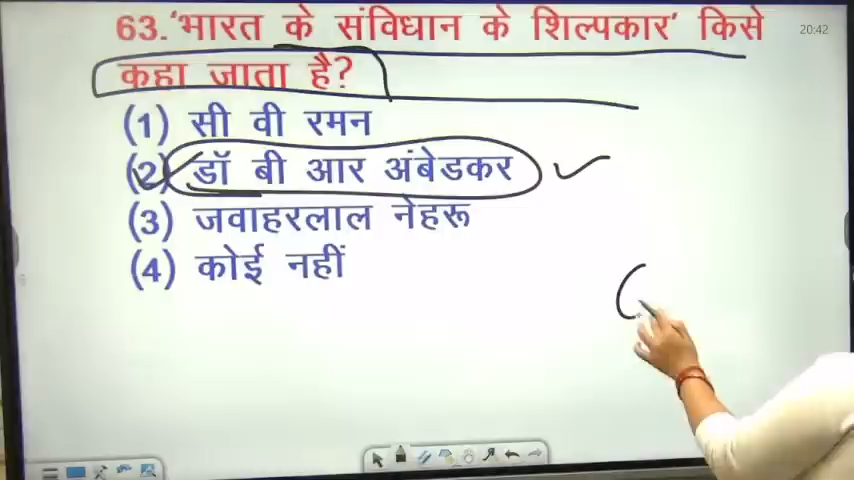 20:42
63.'भारत के संविधान के शिल्पकार' किसे
कहा जाता है?
(1) सी वी रमन
(2) डॉ बी आर अंबेडकर
(3) जवाहरलाल नेहरू
(4) कोई नहीं